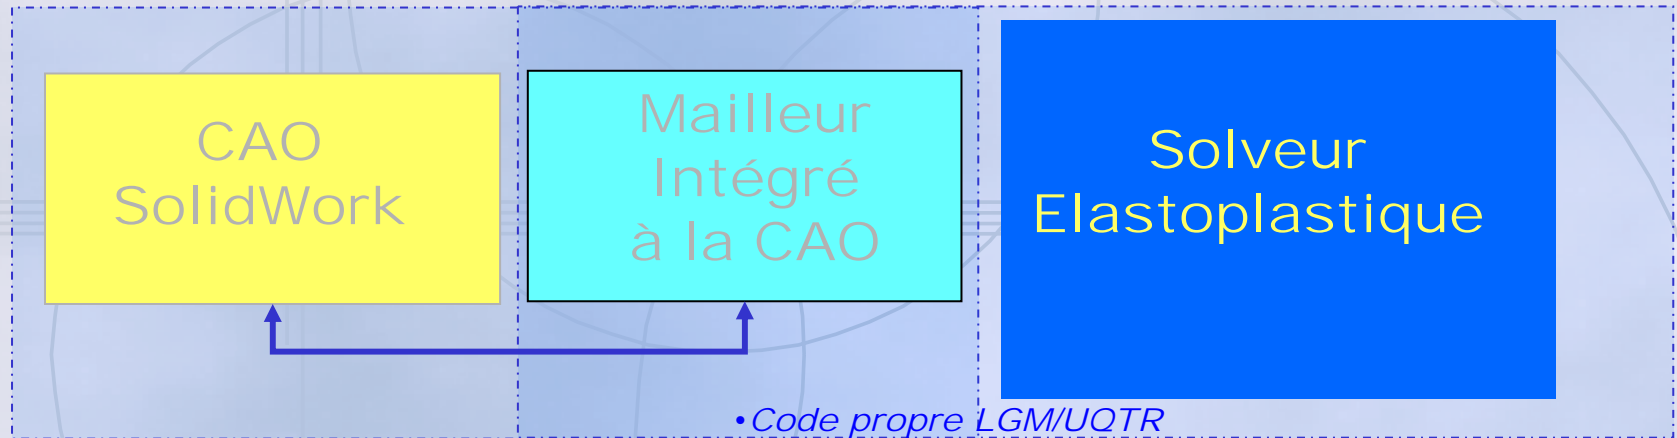 CAO
SolidWork
Mailleur
Intégré
à la CAO
Solveur
Elastoplastique
•Code propre LGM/UQTR